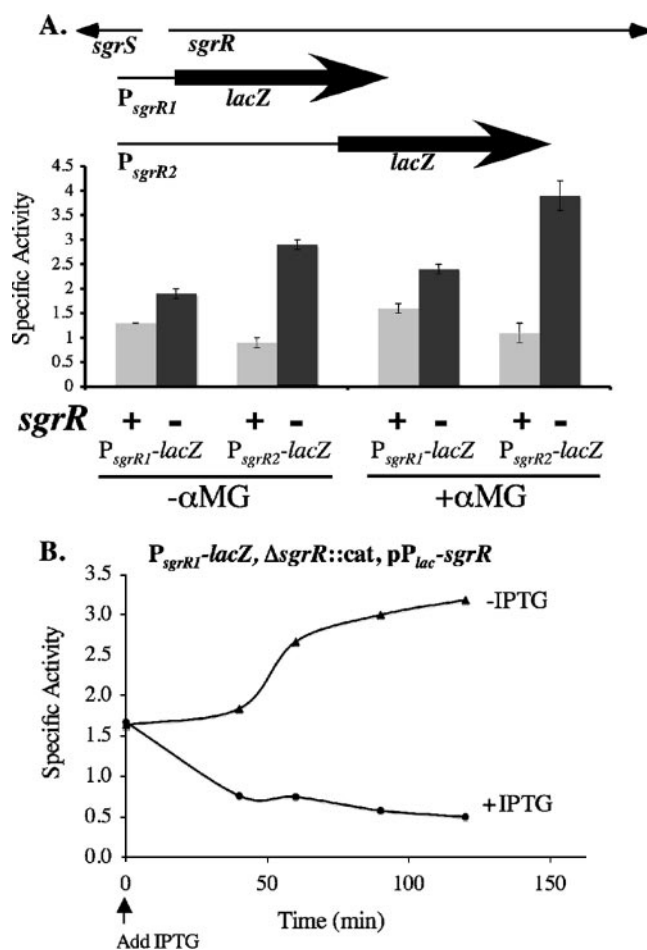 A.
sgrS sgrR
PsgrR1 lacZ
PsgrR2 lacZ
Specific Activity
4.5
4
3.5
3
2.5
2
1.5
1
0.5
0
sgrR + - + - + - + -
PsgrR1-lacZ PsgrR2-lacZ PsgrR1-lacZ PsgrR2-lacZ
-αMG +αMG
B. PsgrR1-lacZ, ΔsgrR::cat, pPlac-sgrR
Specific Activity
3.5
3.0
2.5
2.0
1.5
1.0
0.5
0.0
-IPTG
+IPTG
0 50 100 150
Time (min)
Add IPTG